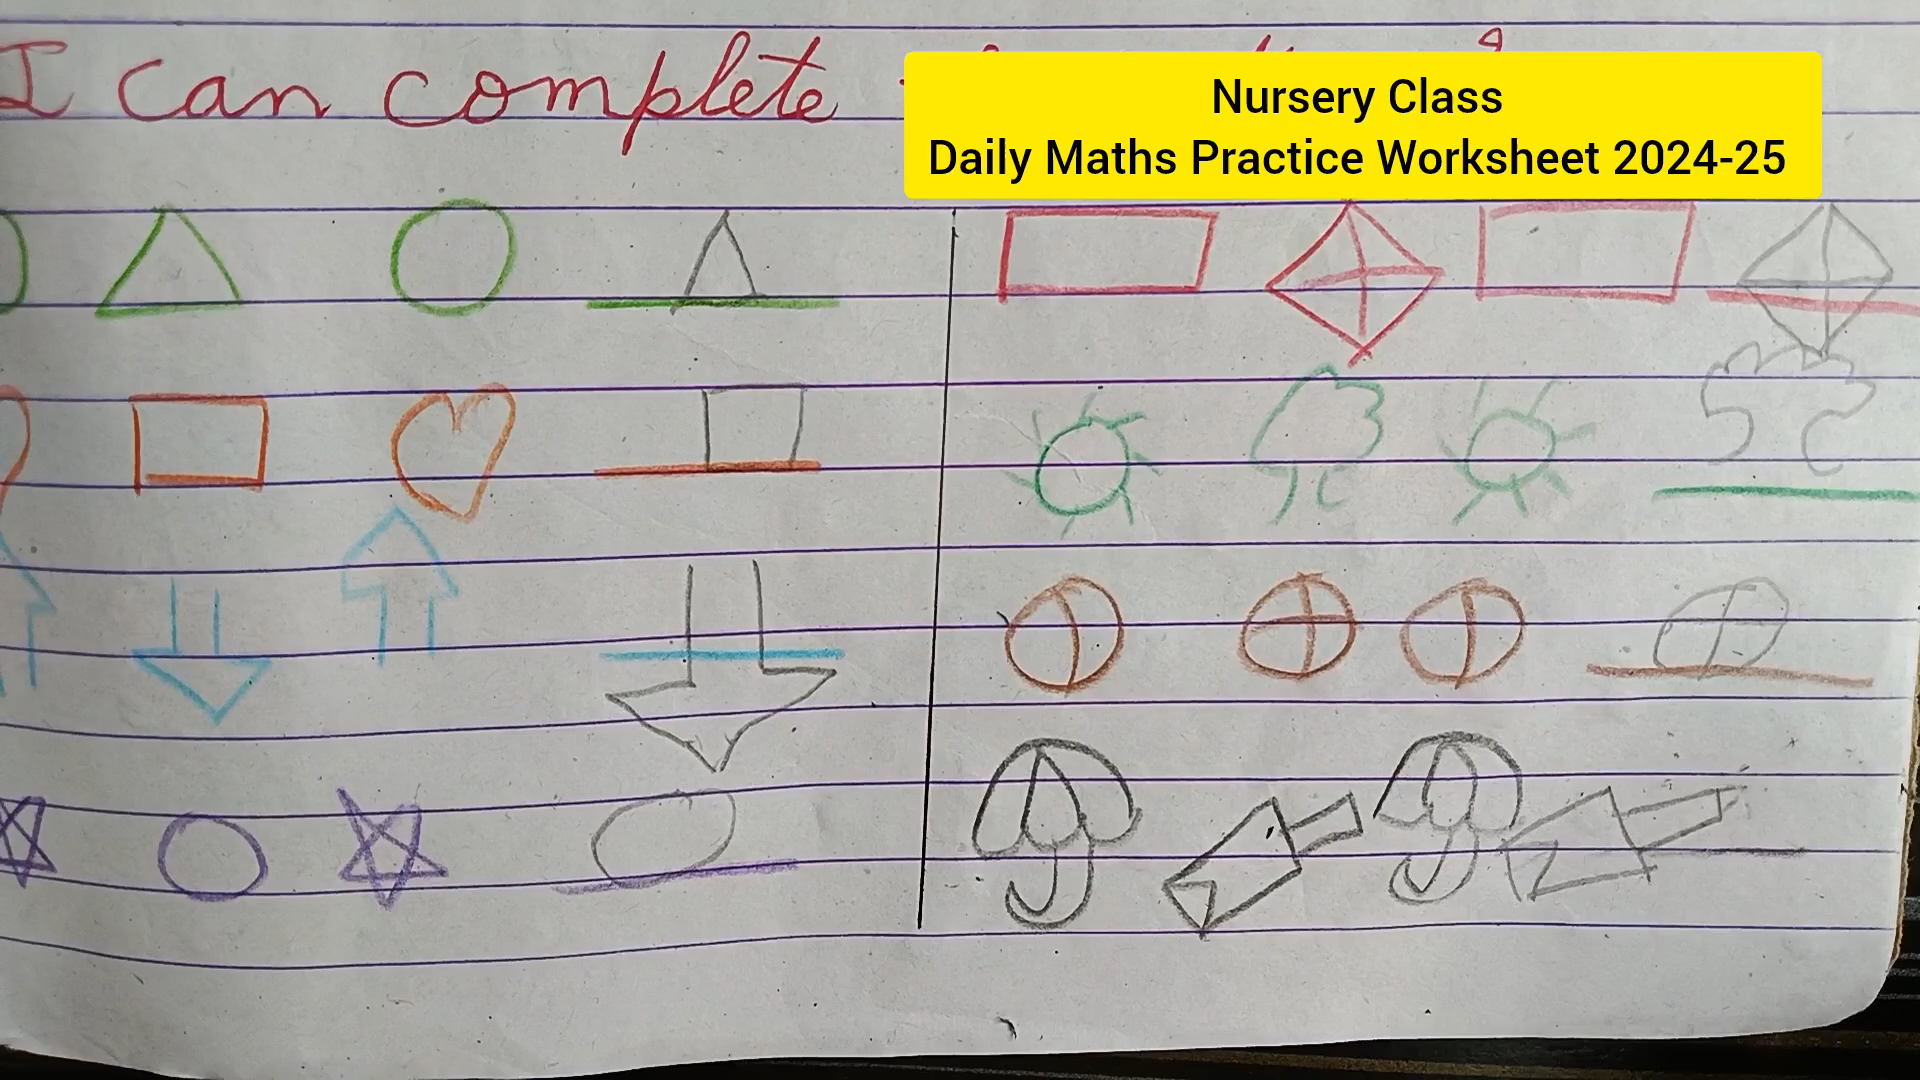 I can complete
Nursery Class
Daily Maths Practice Worksheet 2024-25